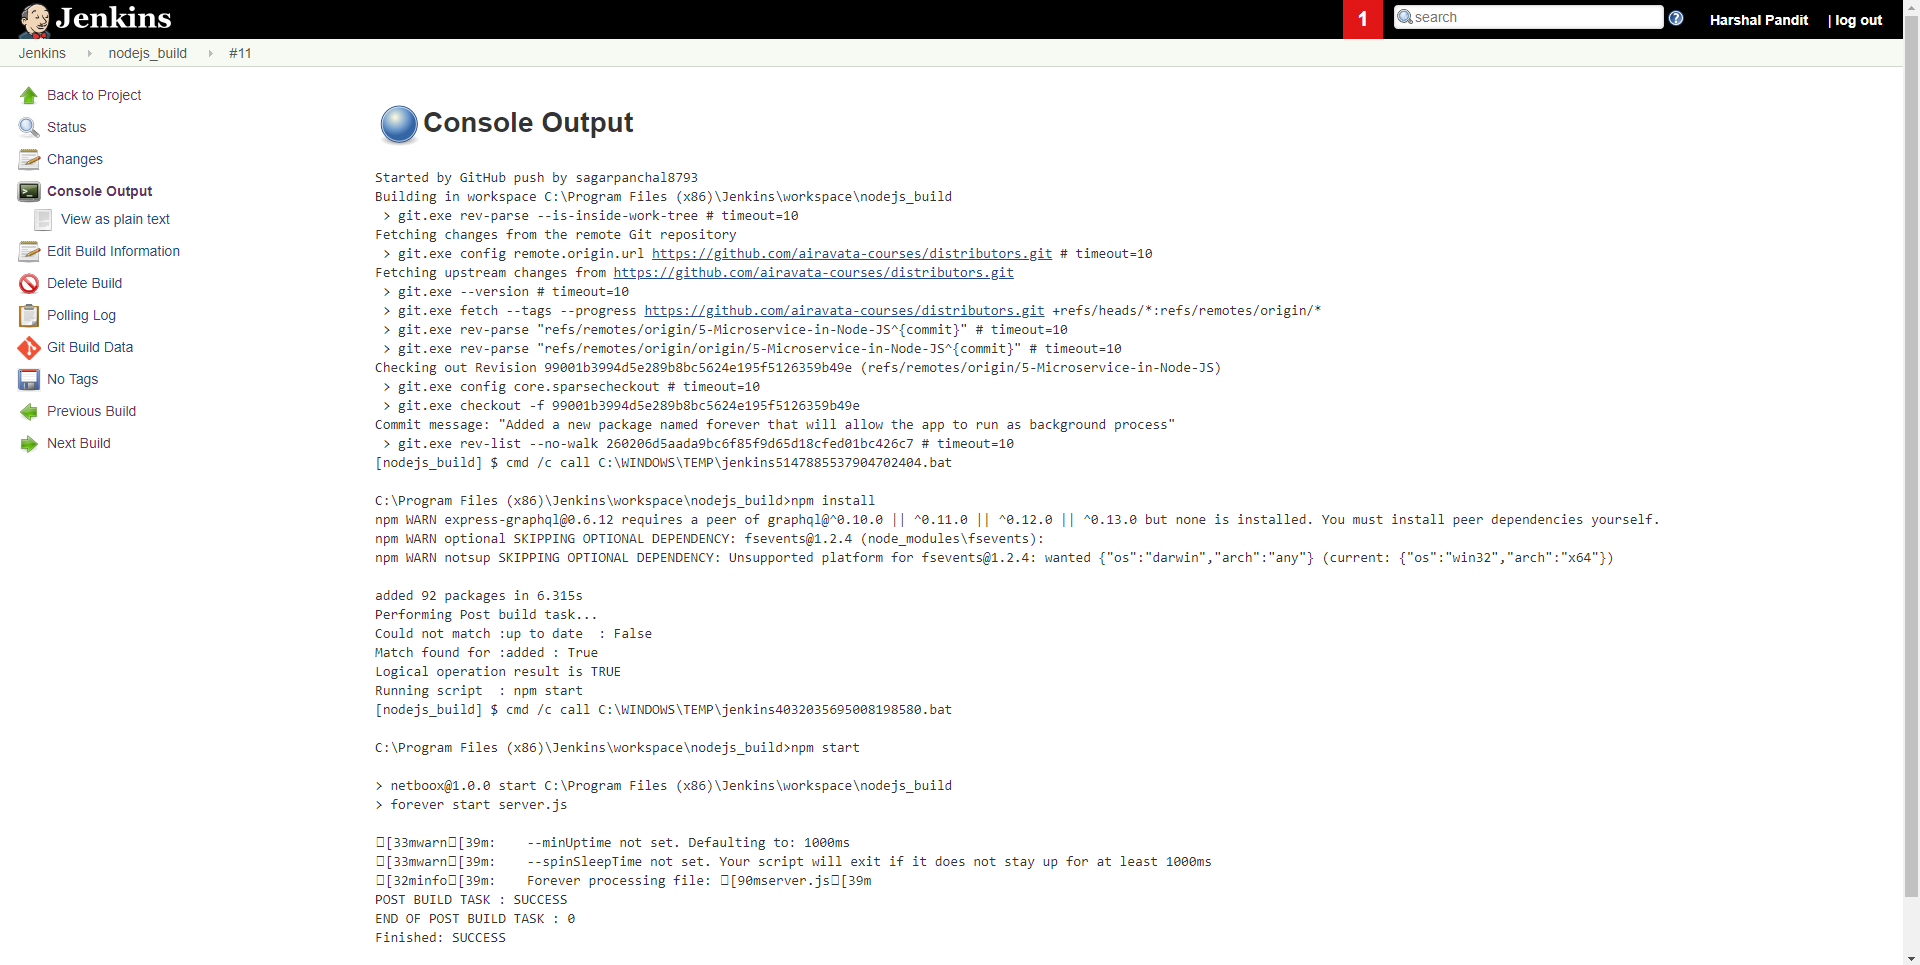 Jenkins
1
search
Harshal Pandit
| log out
Jenkins
nodejs_build
#11
Back to Project
Status
Changes
Console Output
View as plain text
Edit Build Information
Delete Build
Polling Log
Git Build Data
No Tags
Previous Build
Next Build
Console Output
Started by GitHub push by sagarpanchal8793
Building in workspace C:\Program Files (x86)\Jenkins\workspace\nodejs_build
> git.exe rev-parse --is-inside-work-tree # timeout=10
Fetching changes from the remote Git repository
> git.exe config remote.origin.url https://github.com/airavata-courses/distributors.git # timeout=10
Fetching upstream changes from https://github.com/airavata-courses/distributors.git
> git.exe --version # timeout=10
> git.exe fetch --tags --progress https://github.com/airavata-courses/distributors.git +refs/heads/*:refs/remotes/origin/*
> git.exe rev-parse "refs/remotes/origin/5-Microservice-in-Node-JS^{commit}" # timeout=10
> git.exe rev-parse "refs/remotes/origin/origin/5-Microservice-in-Node-JS^{commit}" # timeout=10
Checking out Revision 99001b3994d5e289b8bc5624e195f5126359b49e (refs/remotes/origin/5-Microservice-in-Node-JS)
> git.exe config core.sparsecheckout # timeout=10
> git.exe checkout -f 99001b3994d5e289b8bc5624e195f5126359b49e
Commit message: "Added a new package named forever that will allow the app to run as background process"
> git.exe rev-list --no-walk 260206d5aada9bc6f85f9d65d18cfed01bc426c7 # timeout=10
[nodejs_build] $ cmd /c call C:\WINDOWS\TEMP\jenkins5147885537904702404.bat
C:\Program Files (x86)\Jenkins\workspace\nodejs_build>npm install
npm WARN express-graphql@0.6.12 requires a peer of graphql@^0.10.0 || ^0.11.0 || ^0.12.0 || ^0.13.0 but none is installed. You must install peer dependencies yourself.
npm WARN optional SKIPPING OPTIONAL DEPENDENCY: fsevents@1.2.4 (node_modules\fsevents):
npm WARN notsup SKIPPING OPTIONAL DEPENDENCY: Unsupported platform for fsevents@1.2.4: wanted {"os":"darwin","arch":"any"} (current: {"os":"win32","arch":"x64"})
added 92 packages in 6.315s
Performing Post build task...
Could not match :up to date  : False
Match found for :added : True
Logical operation result is TRUE
Running script  : npm start
[nodejs_build] $ cmd /c call C:\WINDOWS\TEMP\jenkins4032035695008198580.bat
C:\Program Files (x86)\Jenkins\workspace\nodejs_build>npm start
> netboox@1.0.0 start C:\Program Files (x86)\Jenkins\workspace\nodejs_build
> forever start server.js
[33mwarn[39m:    --minUptime not set. Defaulting to: 1000ms
[33mwarn[39m:    --spinSleepTime not set. Your script will exit if it does not stay up for at least 1000ms
[32minfo[39m:    Forever processing file: [90mserver.js[39m
POST BUILD TASK : SUCCESS
END OF POST BUILD TASK : 0
Finished: SUCCESS